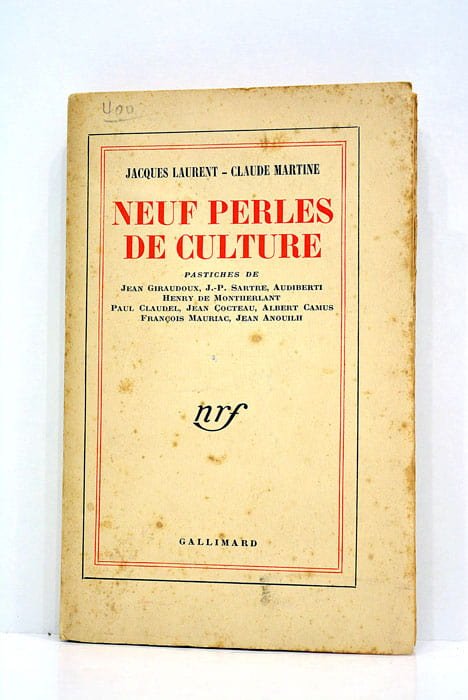 400
JACQUES LAURENT – CLAUDE MARTINE
NEUF PERLES
DE CULTURE
PASTICHES DE
JEAN GIRAUDOUX, J.-P. SARTRE, AUDIBERTI
HENRY DE MONTHERLANT
PAUL CLAUDEL, JEAN COCTEAU, ALBERT CAMUS
FRANÇOIS MAURIAC, JEAN ANOUILH
nrf
GALLIMARD